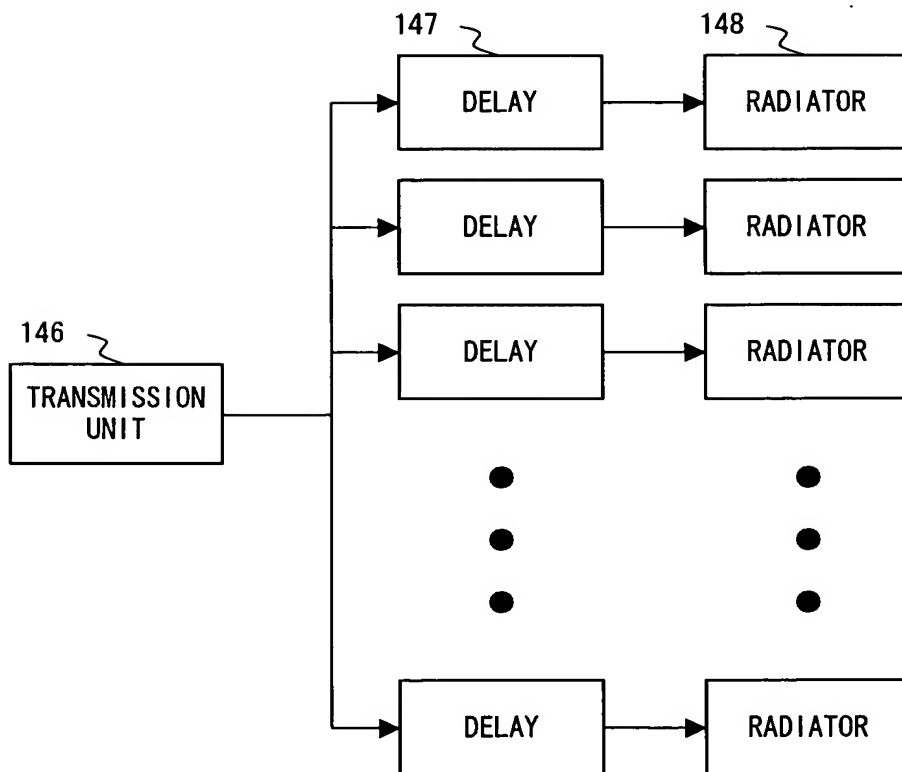 147
148
DELAY
RADIATOR
DELAY
RADIATOR
146
DELAY
RADIATOR
TRANSMISSION
UNIT
DELAY
RADIATOR